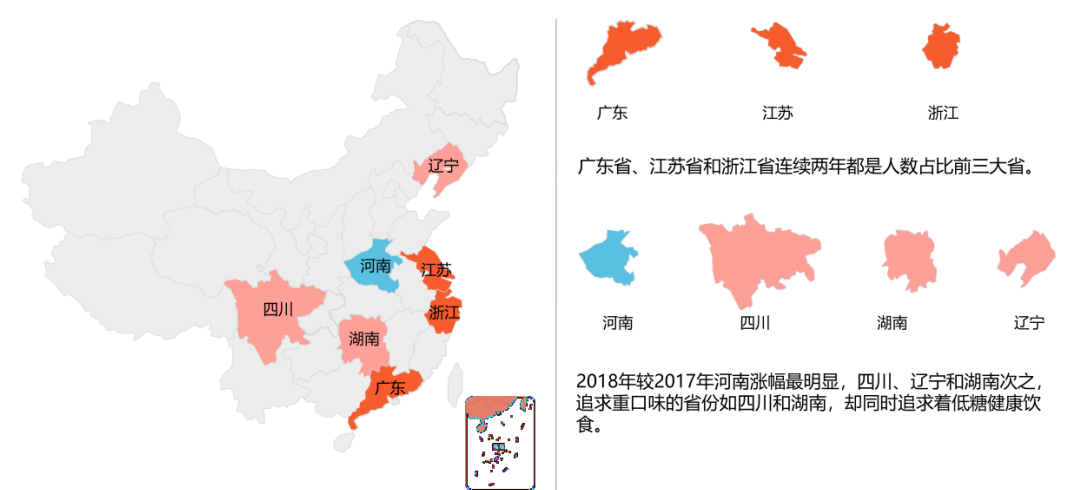 辽宁
河南
江苏
四川
浙江
湖南
广东
广东
江苏
浙江
广东省、江苏省和浙江省连续两年都是人数占比前三大省。
河南
四川
湖南
辽宁
2018年较2017年河南涨幅最明显，四川、辽宁和湖南次之，
追求重口味的省份如四川和湖南，却同时追求着低糖健康饮
食。